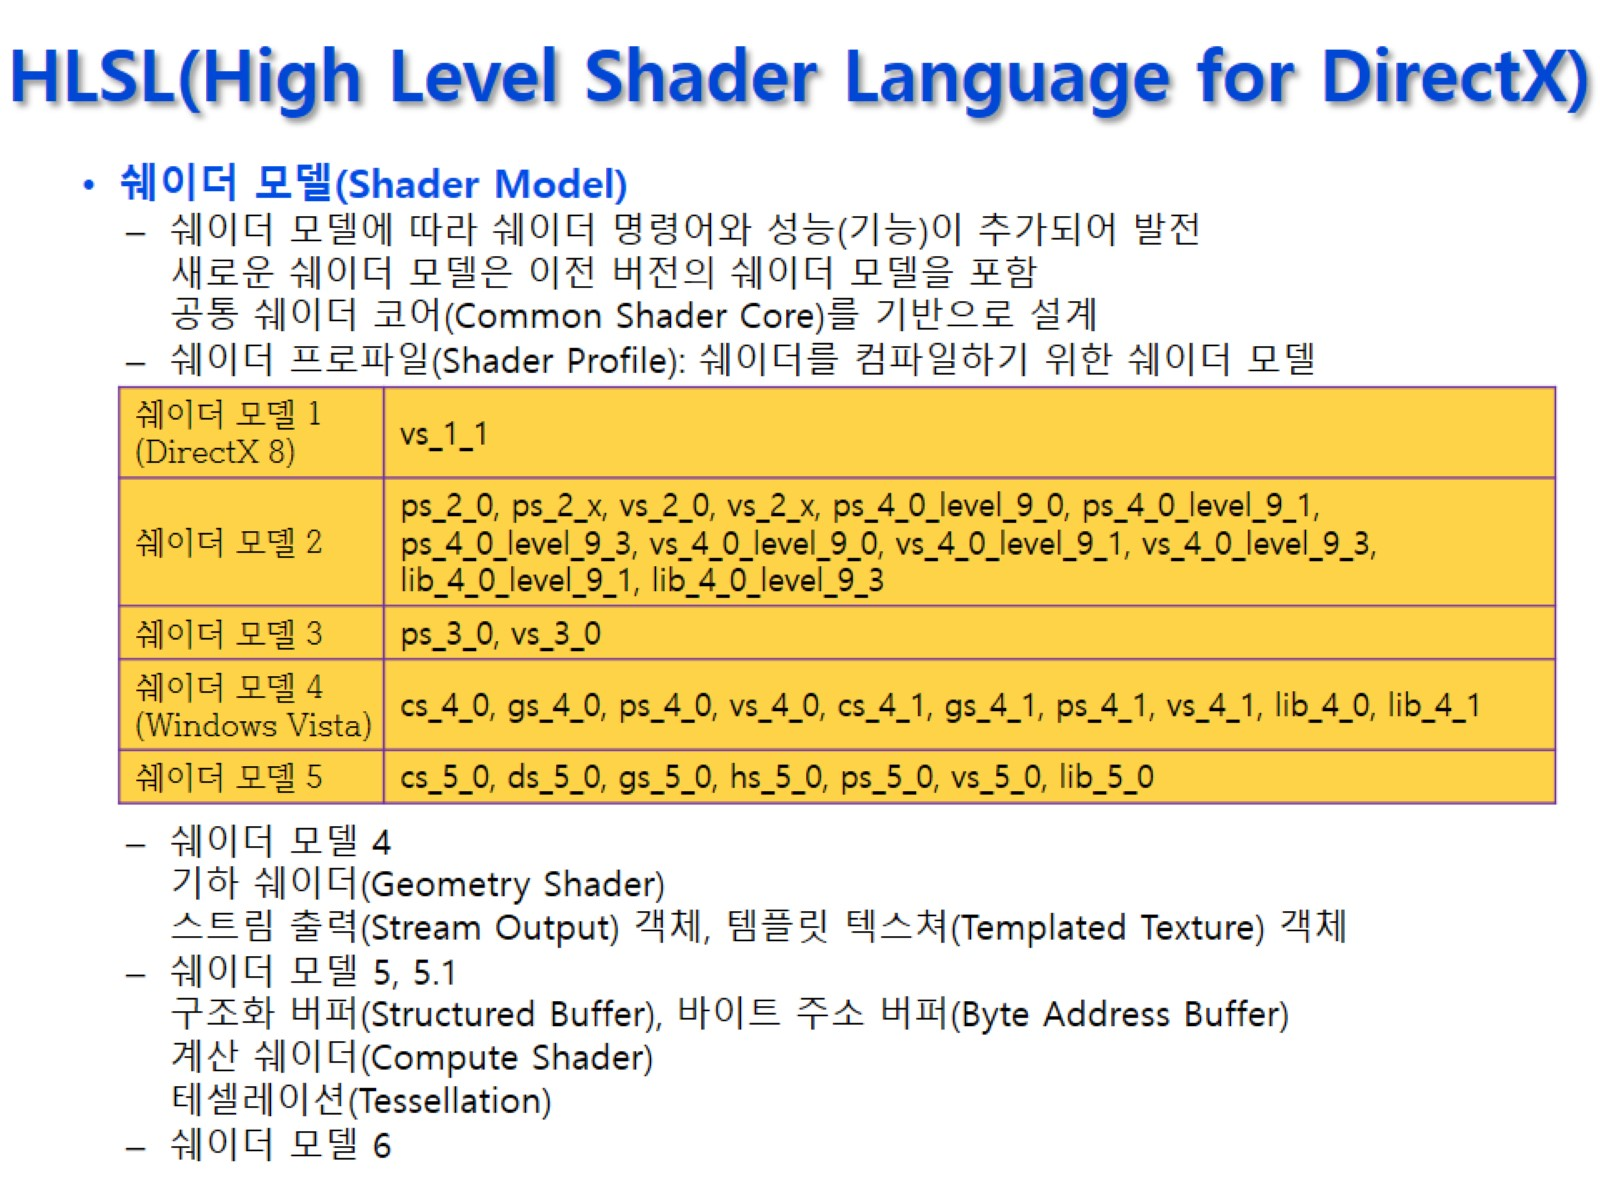 HLSL(High Level Shader Language for DirectX)
• 쉐이더 모델(Shader Model)
– 쉐이더 모델에 따라 쉐이더 명령어와 성능(기능)이 추가되어 발전
새로운 쉐이더 모델은 이전 버전의 쉐이더 모델을 포함
공통 쉐이더 코어(Common Shader Core)를 기반으로 설계
– 쉐이더 프로파일(Shader Profile): 쉐이더를 컴파일하기 위한 쉐이더 모델
쉐이더 모델 1
(DirectX 8)
vs_1_1
쉐이더 모델 2
ps_2_0, ps_2_x, vs_2_0, vs_2_x, ps_4_0_level_9_0, ps_4_0_level_9_1,
ps_4_0_level_9_3, vs_4_0_level_9_0, vs_4_0_level_9_1, vs_4_0_level_9_3,
lib_4_0_level_9_1, lib_4_0_level_9_3
쉐이더 모델 3
ps_3_0, vs_3_0
쉐이더 모델 4
(Windows Vista)
cs_4_0, gs_4_0, ps_4_0, vs_4_0, cs_4_1, gs_4_1, ps_4_1, vs_4_1, lib_4_0, lib_4_1
쉐이더 모델 5
cs_5_0, ds_5_0, gs_5_0, hs_5_0, ps_5_0, vs_5_0, lib_5_0
– 쉐이더 모델 4
기하 쉐이더(Geometry Shader)
스트림 출력(Stream Output) 객체, 템플릿 텍스쳐(Templated Texture) 객체
– 쉐이더 모델 5, 5.1
구조화 버퍼(Structured Buffer), 바이트 주소 버퍼(Byte Address Buffer)
계산 쉐이더(Compute Shader)
테셀레이션(Tessellation)
– 쉐이더 모델 6